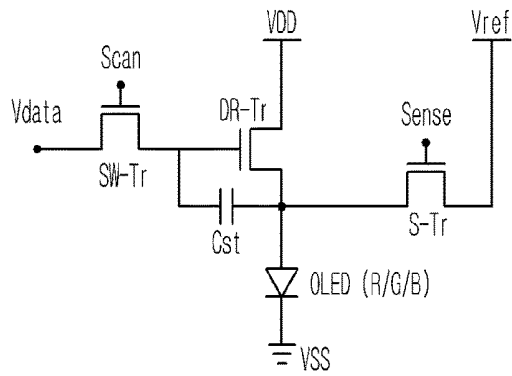 VDD
Vref
Scan
DR-Tr
Vdata
Sense
SW-Tr
S-Tr
Cst
OLED (R/G/B)
VSS